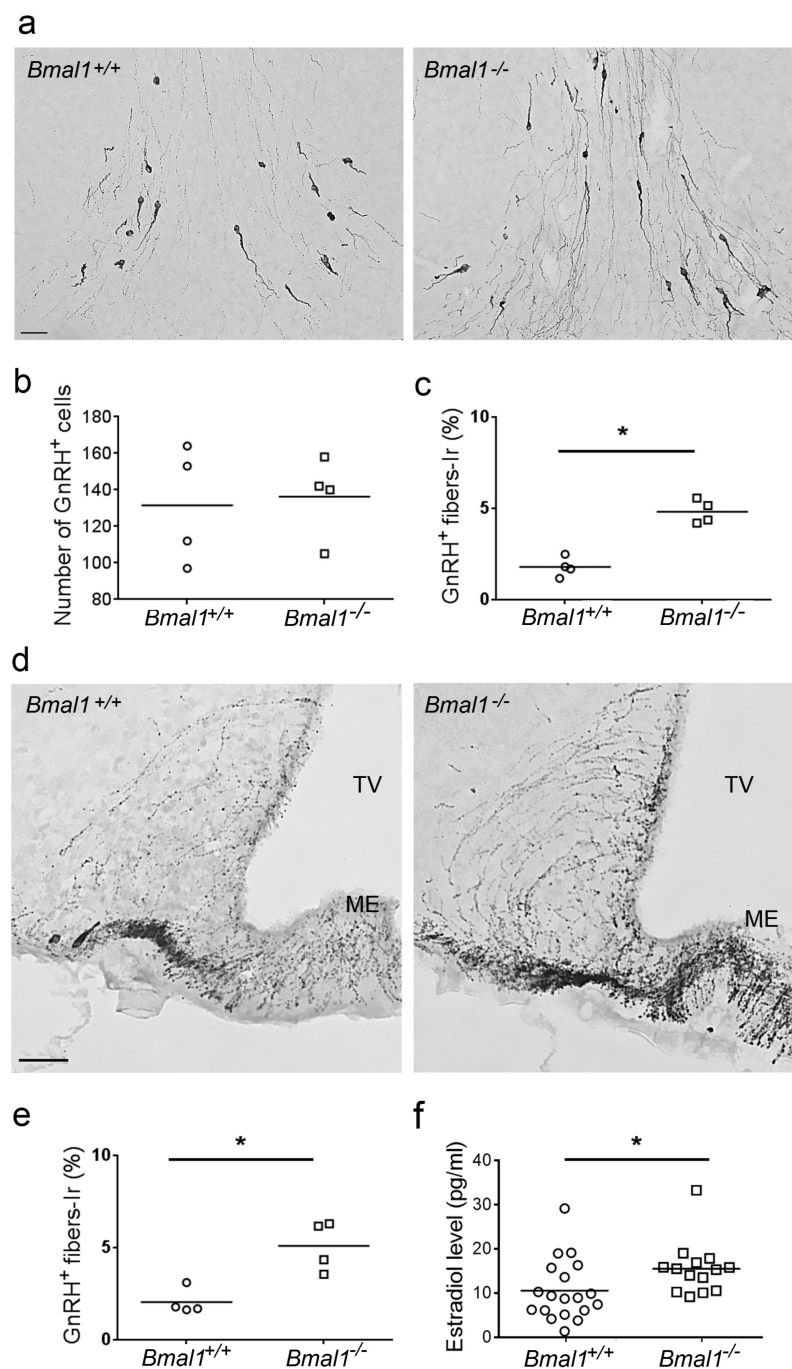 a
Bmal1+/+
Bmal1-/-
b
c
Number of GnRH+ cells
180
160
140
120
100
80
Bmal1+/+
Bmal1-/-
GnRH+ fibers-Ir (%)
10
5
0
*
Bmal1+/+
Bmal1-/-
d
Bmal1+/+
TV
ME
Bmal1-/-
TV
ME
e
f
GnRH+ fibers-Ir (%)
10
5
0
*
Bmal1+/+
Bmal1-/-
Estradiol level (pg/ml)
40
30
20
10
0
*
Bmal1+/+
Bmal1-/-